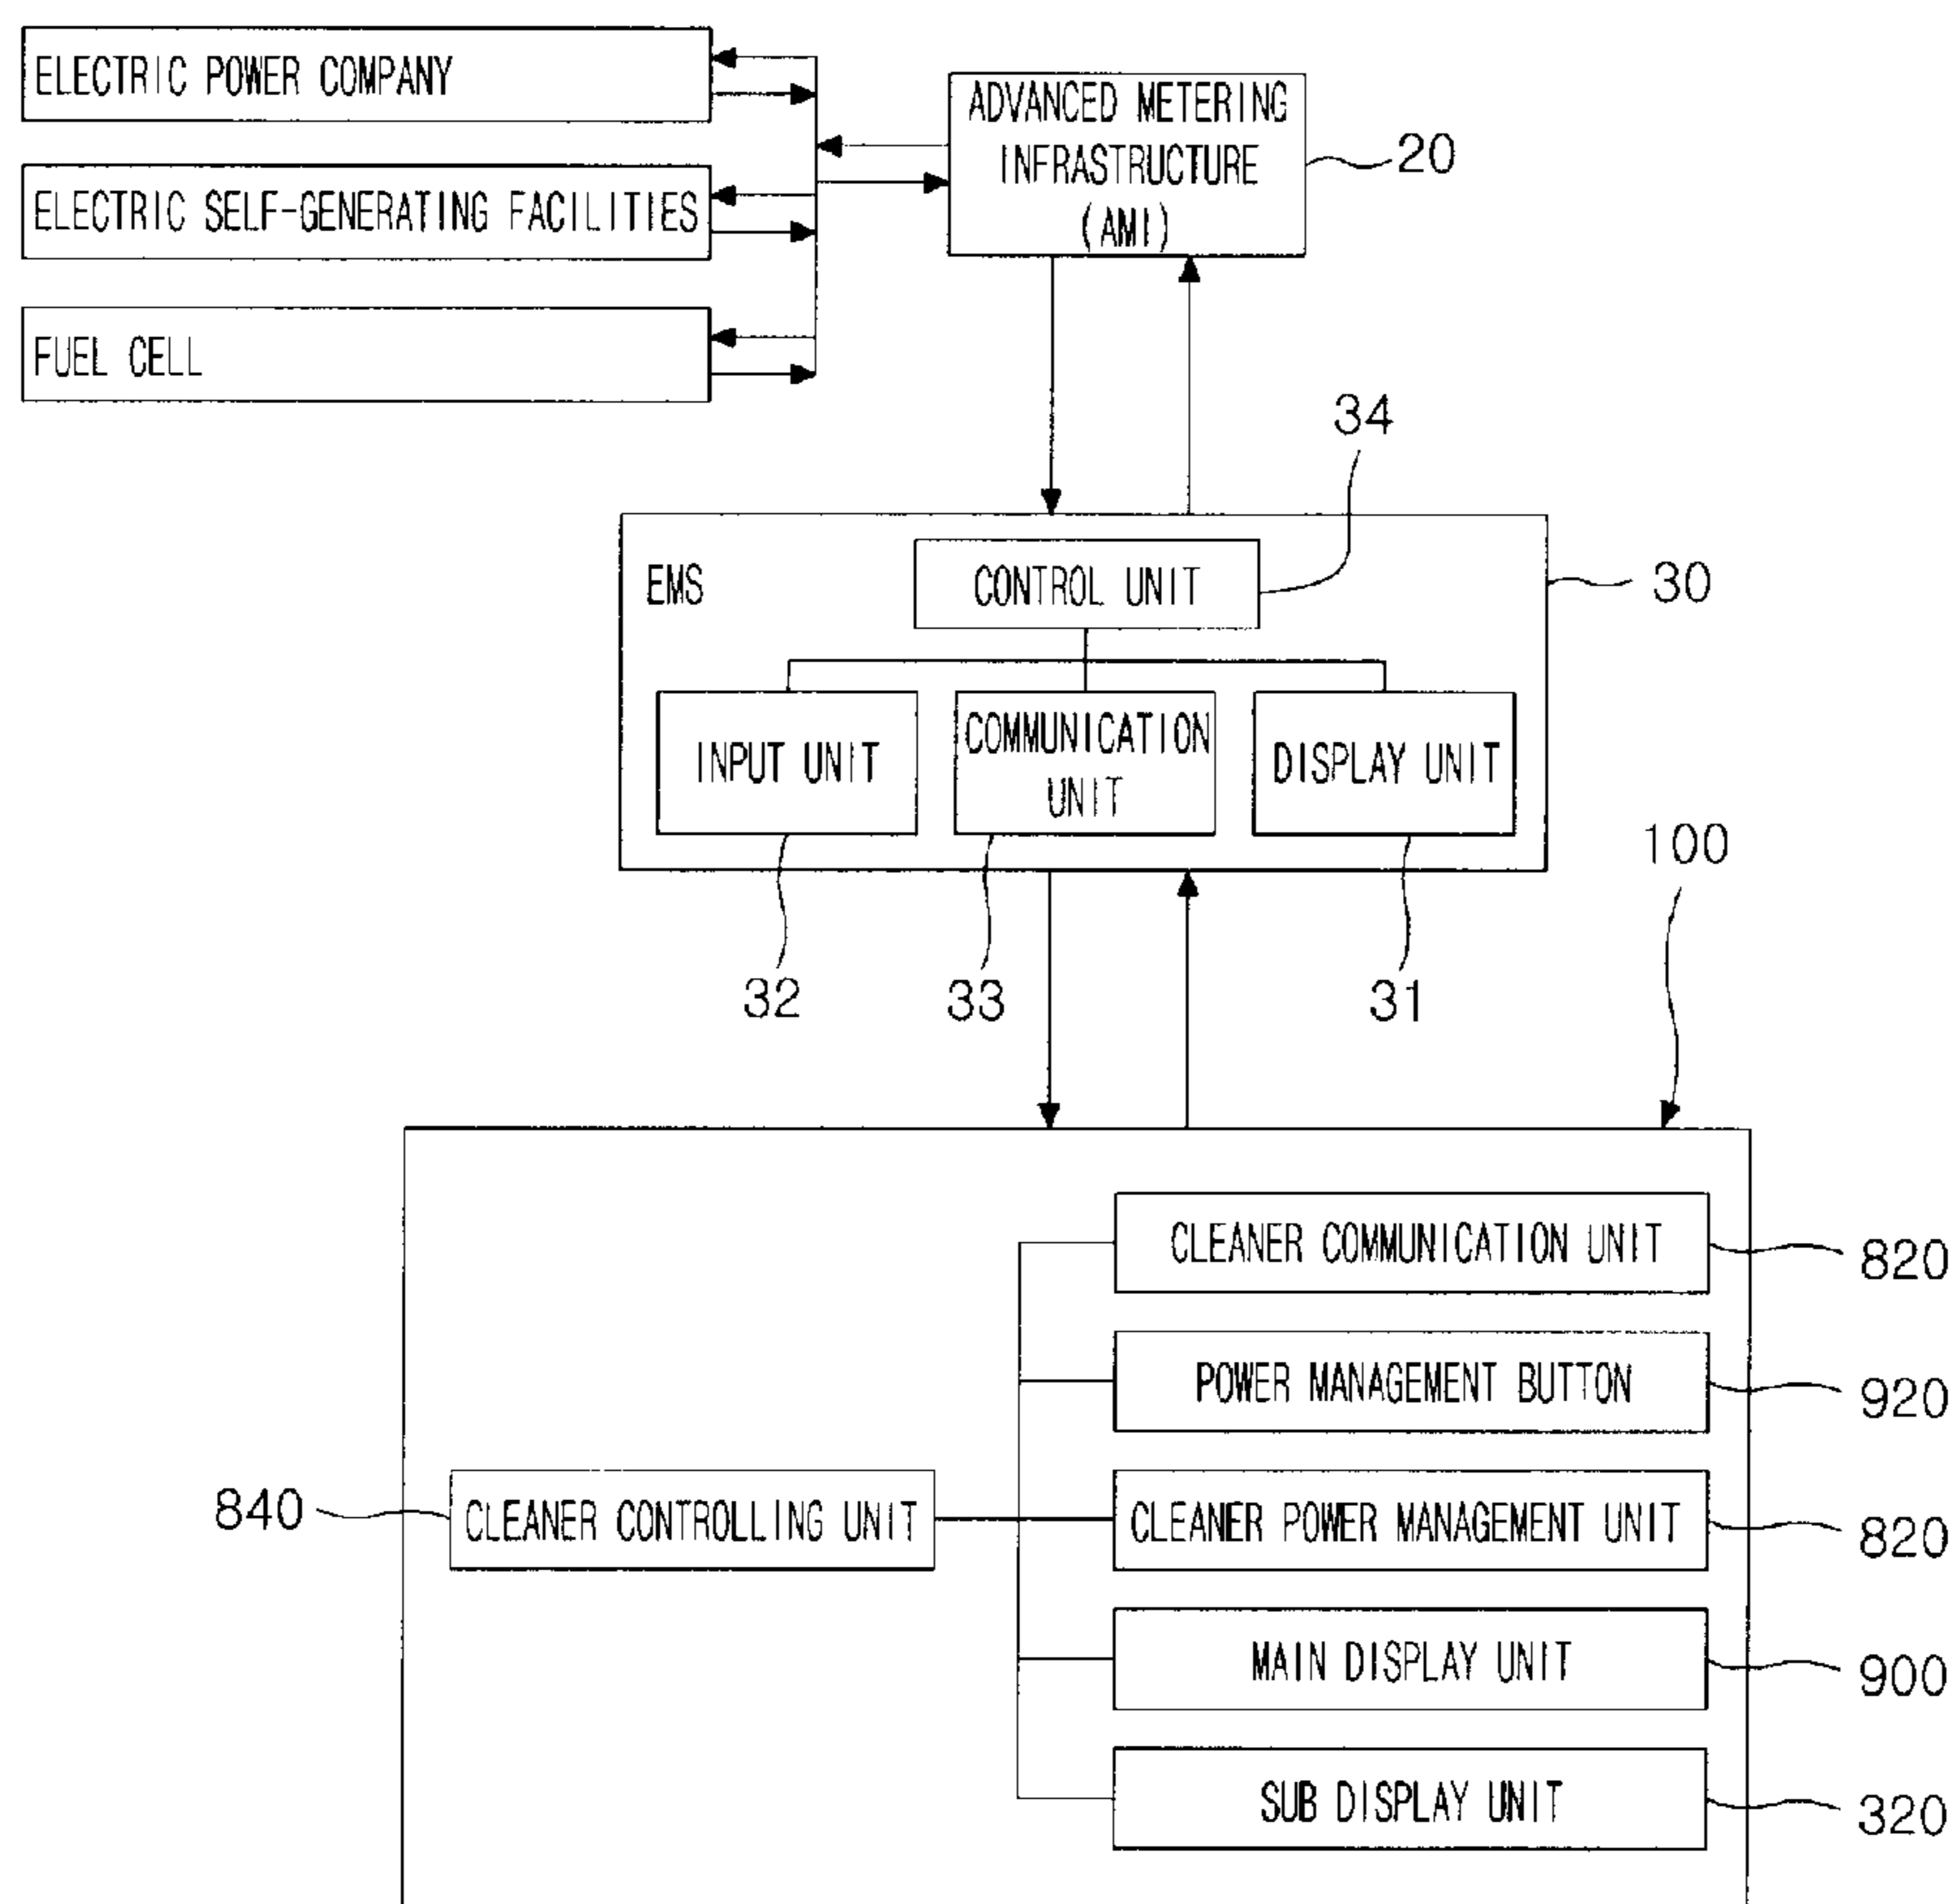 ELECTRIC POWER COMPANY
ELECTRIC SELF-GENERATING FACILITIES
FUEL CELL
ADVANCED METERING
INFRASTRUCTURE
(AMI)
20
34
EMS
CONTROL UNIT
30
INPUT UNIT
COMMUNICATION
UNIT
DISPLAY UNIT
32
33
31
100
CLEANER COMMUNICATION UNIT
820
POWER MANAGEMENT BUTTON
920
840
CLEANER CONTROLLING UNIT
CLEANER POWER MANAGEMENT UNIT
820
MAIN DISPLAY UNIT
900
SUB DISPLAY UNIT
320